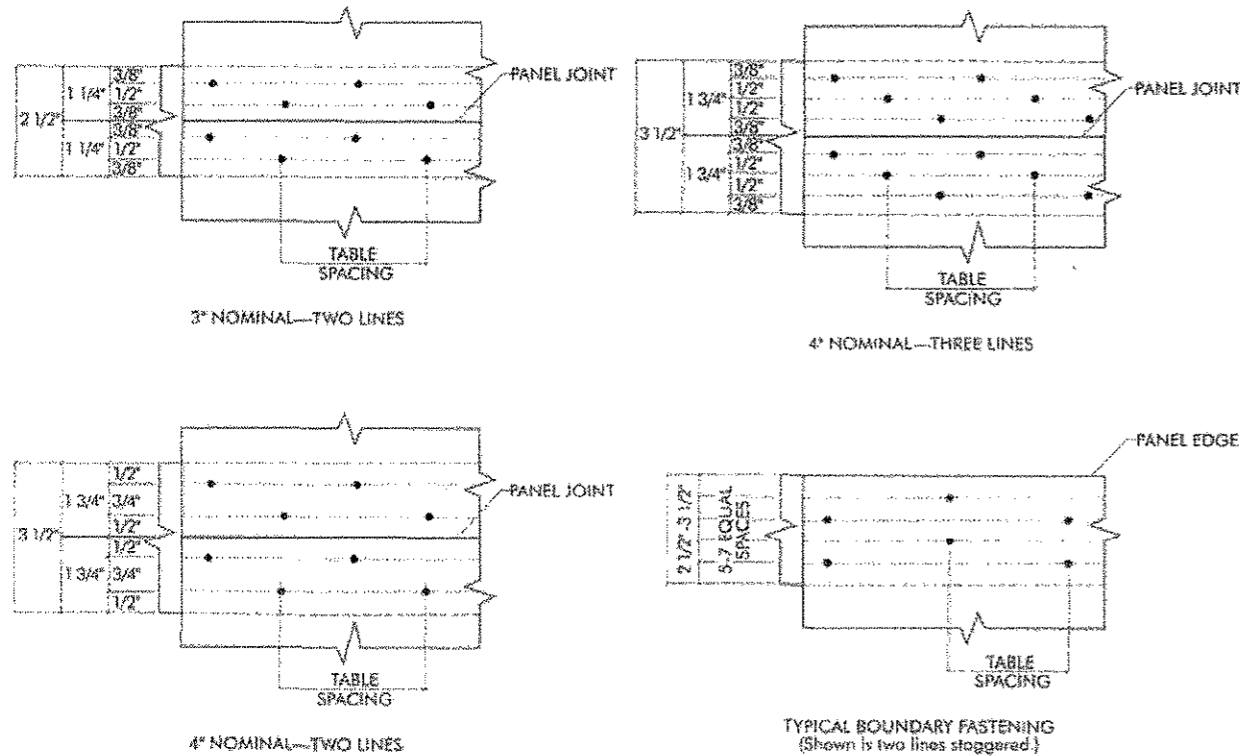 2 1/2"
1 1/4"
1 1/4"
3/8"
1/2"
3/8"
3/8"
1/2"
3/8"
PANEL JOINT
TABLE
SPACING
3" NOMINAL—TWO LINES
3 1/2"
1 3/4"
1 3/4"
3/8"
1/2"
1/2"
3/8"
3/8"
1/2"
1/2"
3/8"
PANEL JOINT
TABLE
SPACING
4" NOMINAL—THREE LINES
3 1/2"
1 3/4"
1 3/4"
1/2"
3/4"
1/2"
1/2"
3/4"
1/2"
PANEL JOINT
TABLE
SPACING
4" NOMINAL—TWO LINES
2 1/2" -3 1/2"
5-7 EQUAL
SPACES
PANEL EDGE
TABLE
SPACING
TYPICAL BOUNDARY FASTENING
(Shown is two lines staggered.)